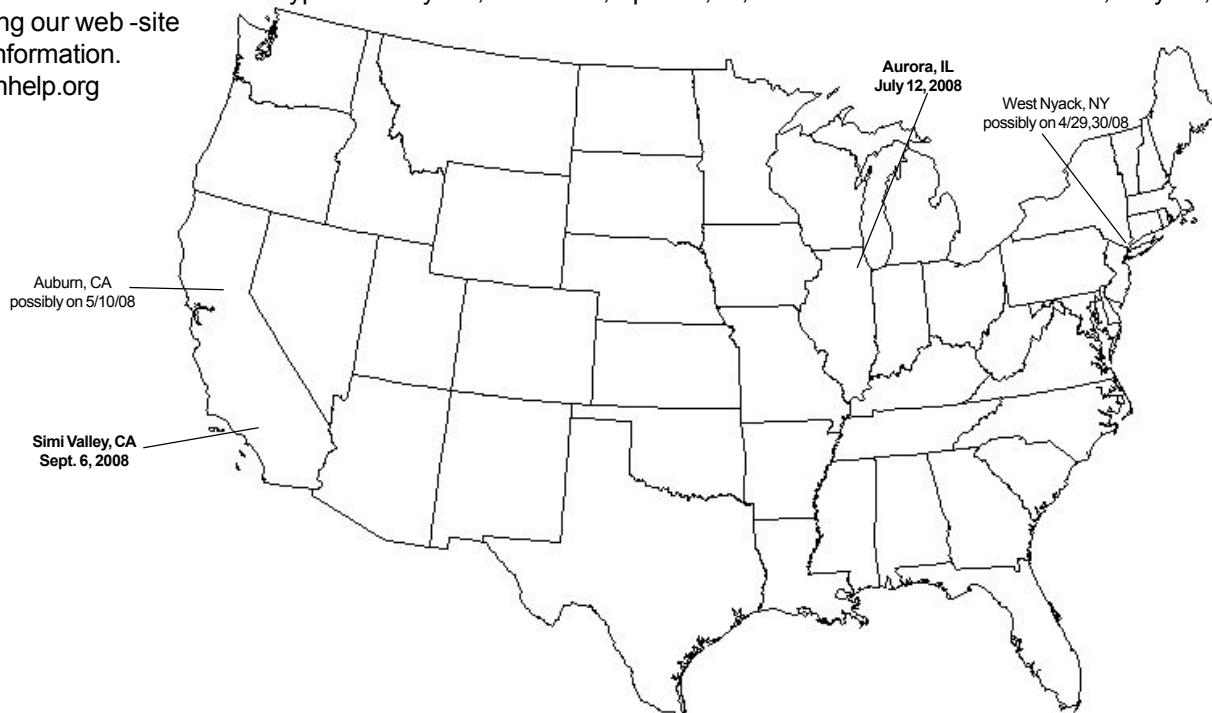 ng our web -site
nformation.
nhelp.org
Aurora, IL
July 12, 2008
West Nyack, NY
possibly on 4/29,30/08
Auburn, CA
possibly on 5/10/08
Simi Valley, CA
Sept. 6, 2008